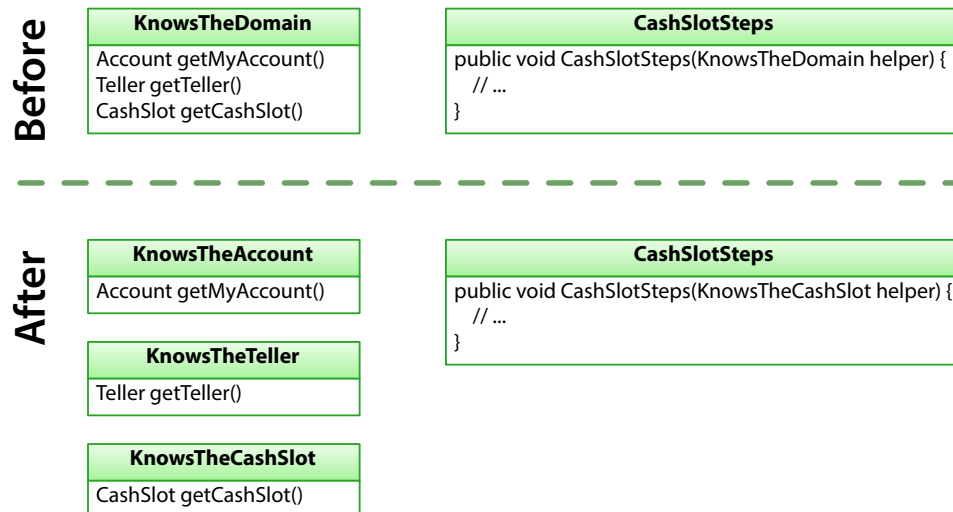 Before
KnowsTheDomain
Account getMyAccount()
Teller getTeller()
CashSlot getCashSlot()
CashSlotSteps
public void CashSlotSteps(KnowsTheDomain helper) {
// ...
}
After
KnowsTheAccount
Account getMyAccount()
KnowsTheTeller
Teller getTeller()
KnowsTheCashSlot
CashSlot getCashSlot()
CashSlotSteps
public void CashSlotSteps(KnowsTheCashSlot helper) {
// ...
}